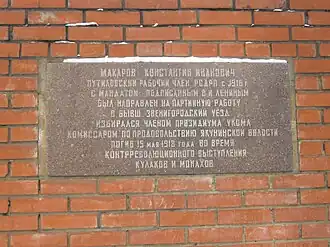 МАКАРОВ КОНСТАНТИН ИВАНОВИЧ
ПУТИЛОВСКИЙ РАБОЧИЙ ЧЛЕН РСДРП С 1916 Г
С МАНДАТОМ ПОДПИСАННЫМ В.И. ЛЕНИНЫМ
БЫЛ НАПРАВЛЕН НА ПАРТИЙНУЮ РАБОТУ
В БЫВШ. ЗВЕНИГОРОДСКИЙ УЕЗД
ИЗБИРАЛСЯ ЧЛЕНОМ ПРЕЗИДИУМА УКОМА
КОМИССАРОМ ПО ПРОДОВОЛЬСТВИЮ ЯКУНИНСКОЙ ВОЛОСТИ
ПОГИБ 15 МАЯ 1918 ГОДА ВО ВРЕМЯ
КОНТРРЕВОЛЮЦИОННОГО ВЫСТУПЛЕНИЯ
КУЛАКОВ И МОНАХОВ